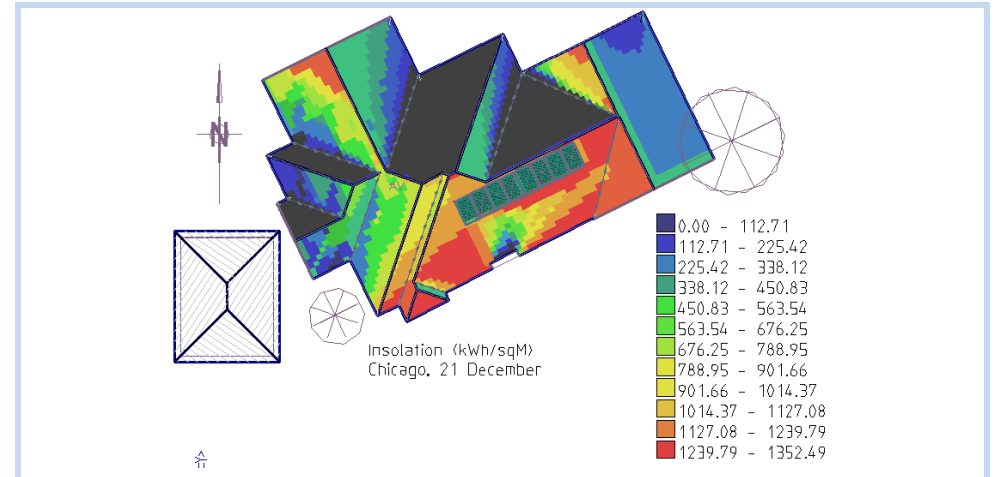 N
Insolation (kWh/sqM)
Chicago, 21 December
0.00 - 112.71
112.71 - 225.42
225.42 - 338.12
338.12 - 450.83
450.83 - 563.54
563.54 - 676.25
676.25 - 788.95
788.95 - 901.66
901.66 - 1014.37
1014.37 - 1127.08
1127.08 - 1239.79
1239.79 - 1352.49